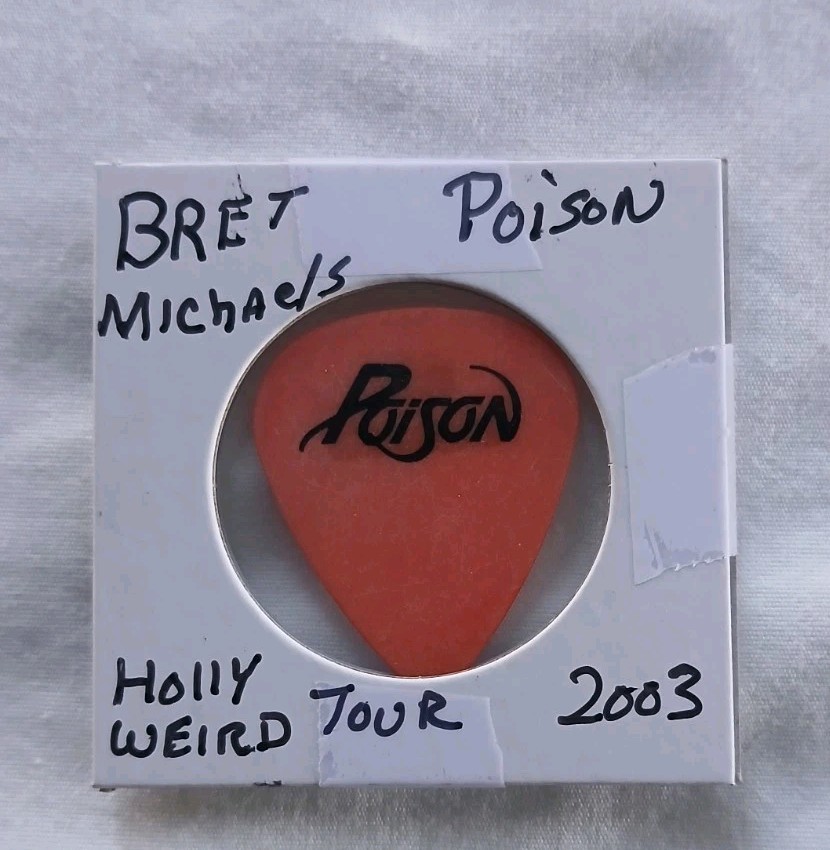 BRET Poison
Michaels
Poison
Holly
WEIRD TOUR 2003